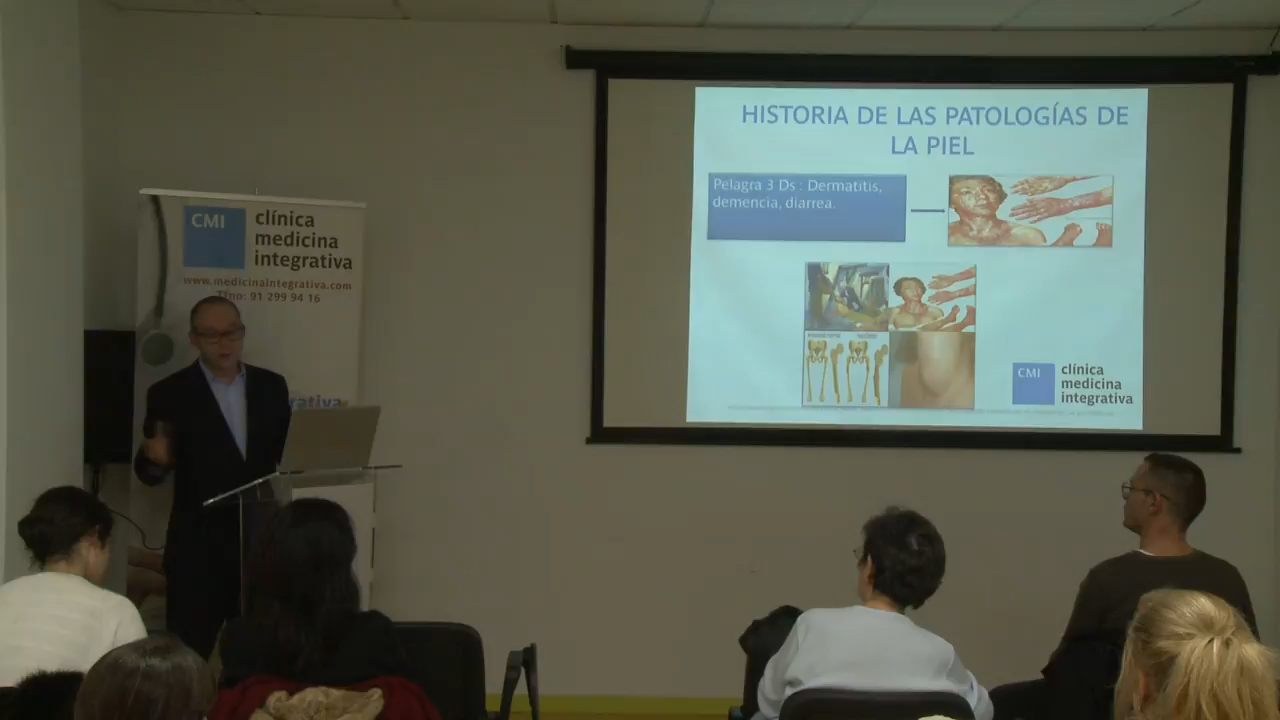 HISTORIA DE LAS PATOLOGÍAS DE
LA PIEL
Pelagra 3 Ds : Dermatitis,
demencia, diarrea.
CMI
clínica
medicina
integrativa
CMI
clínica
medicina
integrativa
www.medicinaintegrativa.com
Tfno: 91 299 94 16
rativa